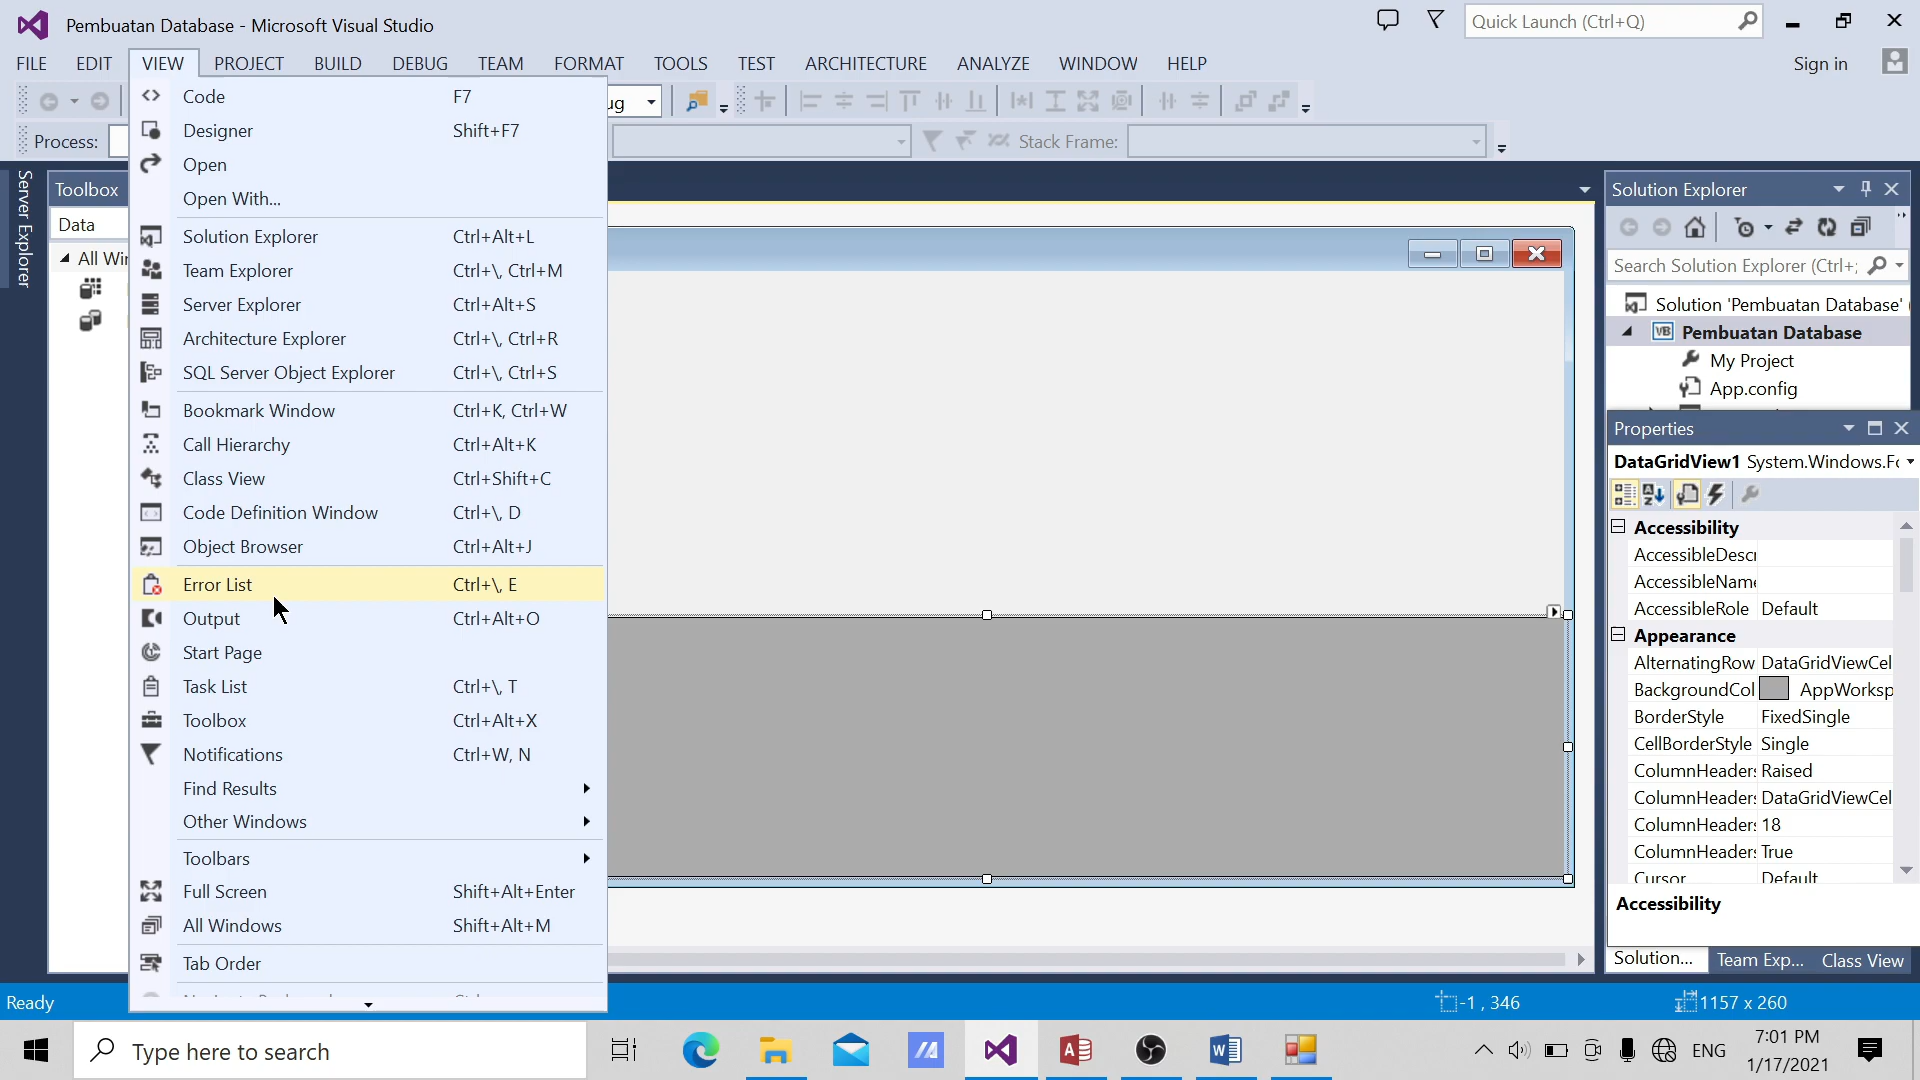 Pembuatan Database - Microsoft Visual Studio
Quick Launch (Ctrl+Q)
FILE EDIT VIEW PROJECT BUILD DEBUG TEAM FORMAT TOOLS TEST ARCHITECTURE ANALYZE WINDOW HELP
Sign in
Process:
Stack Frame:
Server Explorer
Toolbox
Data
Code F7
Designer Shift+F7
Open
Open With...
Solution Explorer Ctrl+Alt+L
Team Explorer Ctrl+\, Ctrl+M
Server Explorer Ctrl+Alt+S
Architecture Explorer Ctrl+\, Ctrl+R
SQL Server Object Explorer Ctrl+\, Ctrl+S
Bookmark Window Ctrl+K, Ctrl+W
Call Hierarchy Ctrl+Alt+K
Class View Ctrl+Shift+C
Code Definition Window Ctrl+\, D
Object Browser Ctrl+Alt+J
Error List Ctrl+\, E
Output Ctrl+Alt+O
Start Page
Task List Ctrl+\, T
Toolbox Ctrl+Alt+X
Notifications Ctrl+W, N
Find Results
Other Windows
Toolbars
Full Screen Shift+Alt+Enter
All Windows Shift+Alt+M
Tab Order
Solution Explorer
Search Solution Explorer (Ctrl+;
Solution 'Pembuatan Database' (
VB Pembuatan Database
My Project
App.config
Properties
DataGridView1 System.Windows.Fo
Accessibility
AccessibleDescr
AccessibleName
AccessibleRole Default
Appearance
AlternatingRow DataGridViewCel
BackgroundCol AppWorksp
BorderStyle FixedSingle
CellBorderStyle Single
ColumnHeaders Raised
ColumnHeaders DataGridViewCel
ColumnHeaders 18
ColumnHeaders True
Cursor Default
Accessibility
Solution... Team Exp... Class View
Ready
-1 , 346
1157 x 260
Type here to search
ENG
7:01 PM
1/17/2021